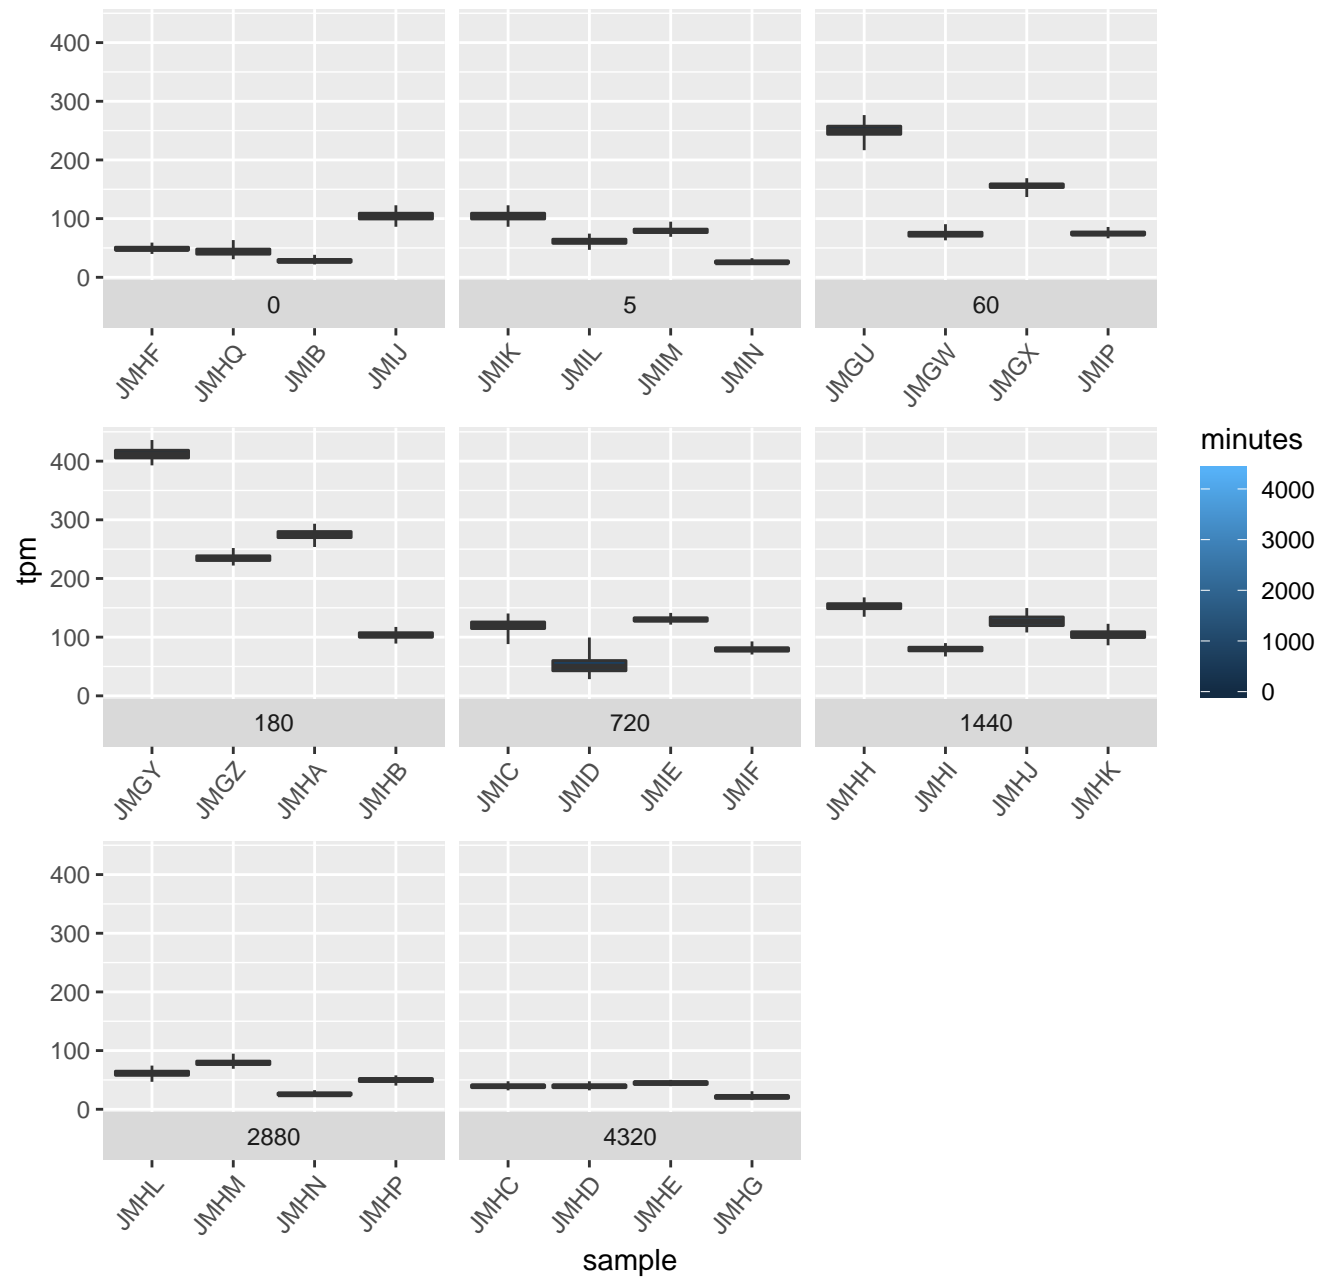 400
300
200
100
0
0
5
60
JMHF JMHQ JMIB JMIJ
JMIK JMIL JMIM JMIN
JMGU JMGW JMGX JMIP
tpm
400
300
200
100
0
180
720
1440
JMGY JMGZ JMHA JMHB
JMIC JMID JMIE JMIF
JMHH JMHI JMHJ JMHK
minutes
4000
3000
2000
1000
0
400
300
200
100
0
2880
4320
JMHL JMHM JMHN JMHP
JMHC JMHD JMHE JMHG
sample